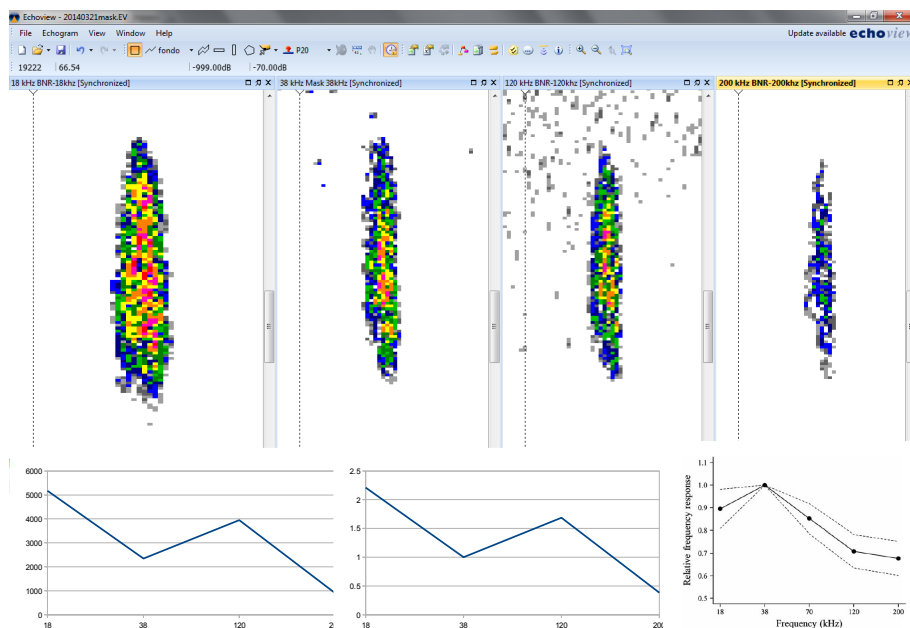 Echoview - 20140321mask.EV
File Echogram View Window Help
Update available echoview
fondo P20
19222 66.54 -999.00dB -70.00dB
18 kHz BNR-18khz [Synchronized]
38 kHz Mask 38kHz [Synchronized]
120 kHz BNR-120khz [Synchronized]
200 kHz BNR-200khz [Synchronized]
6000
5000
4000
3000
2000
1000
0
18 38 120 2
2.5
2
1.5
1
0.5
0
18 38 120 200
Relative frequency response
1.1
1.0
0.9
0.8
0.7
0.6
0.5
18 38 70 120 200
Frequency (kHz)